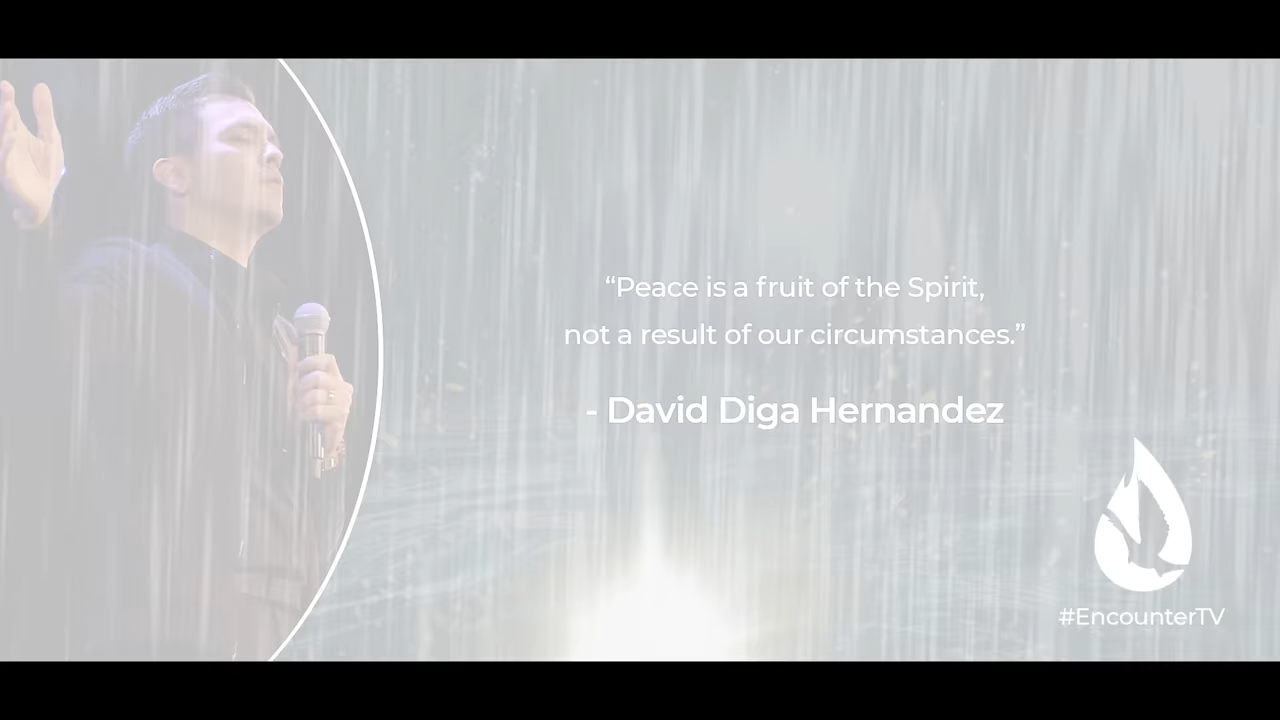 “Peace is a fruit of the Spirit,
not a result of our circumstances.”
- David Diga Hernandez
#EncounterTV